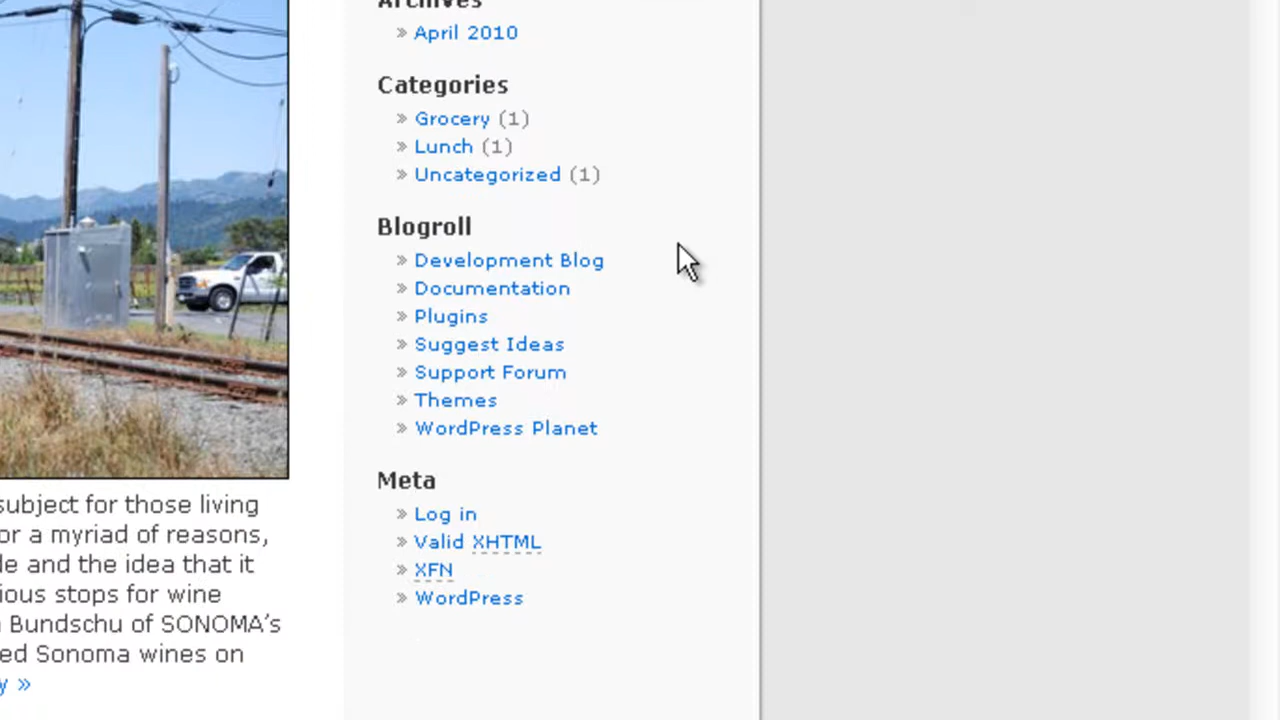 Archives
» April 2010
Categories
» Grocery (1)
» Lunch (1)
» Uncategorized (1)
Blogroll
» Development Blog
» Documentation
» Plugins
» Suggest Ideas
» Support Forum
» Themes
» WordPress Planet
Meta
» Log in
» Valid XHTML
» XFN
» WordPress
subject for those living
or a myriad of reasons,
le and the idea that it
ious stops for wine
Bundschu of SONOMA’s
ed Sonoma wines on
y »